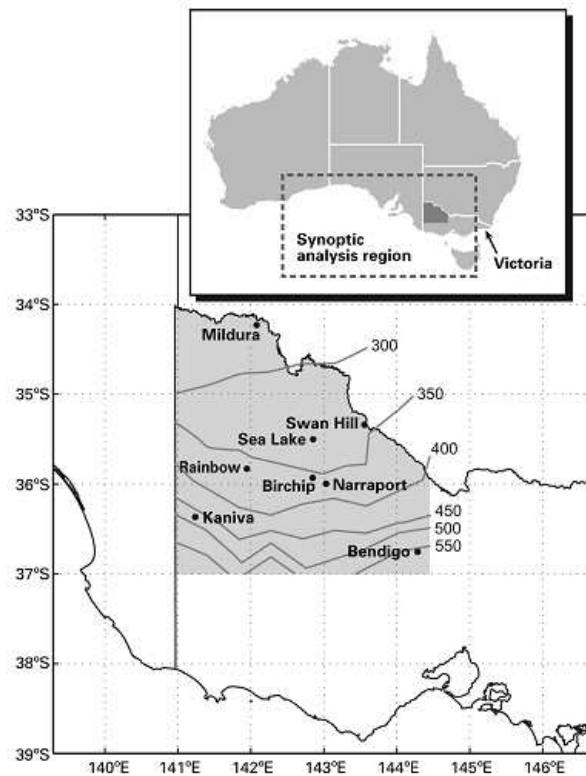 Synoptic
analysis region
Victoria
33°S
34°S
Mildura
300
35°S
350
Swan Hill
Sea Lake
400
Rainbow
36°S
Birchip
Narraport
450
Kaniva
500
Bendigo
550
37°S
38°S
39°S
140°E
141°E
142°E
143°E
144°E
145°E
146°E